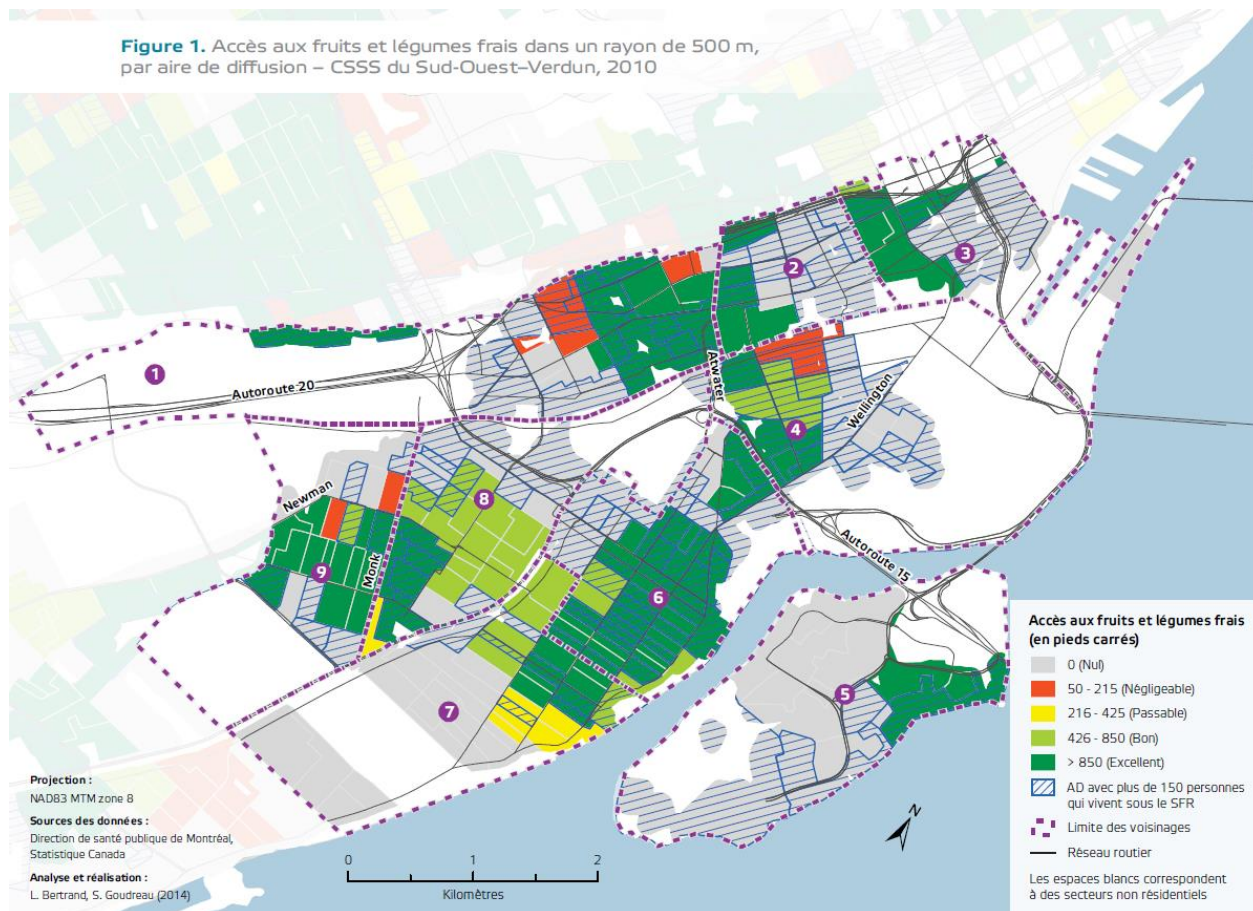 Figure 1. Accès aux fruits et légumes frais dans un rayon de 500 m,
par aire de diffusion – CSSS du Sud-Ouest–Verdun, 2010
1
Autoroute 20
2
3
Atwater
Wellington
4
Newman
8
Monk
9
6
Autoroute 15
7
5
N
Accès aux fruits et légumes frais
(en pieds carrés)
0 (Nul)
50 - 215 (Négligeable)
216 - 425 (Passable)
426 - 850 (Bon)
> 850 (Excellent)
AD avec plus de 150 personnes
qui vivent sous le SFR
Limite des voisinages
Réseau routier
Les espaces blancs correspondent
à des secteurs non résidentiels
Projection :
NAD83 MTM zone 8
Sources des données :
Direction de santé publique de Montréal,
Statistique Canada
Analyse et réalisation :
L. Bertrand, S. Goudreau (2014)
0 1 2
Kilomètres